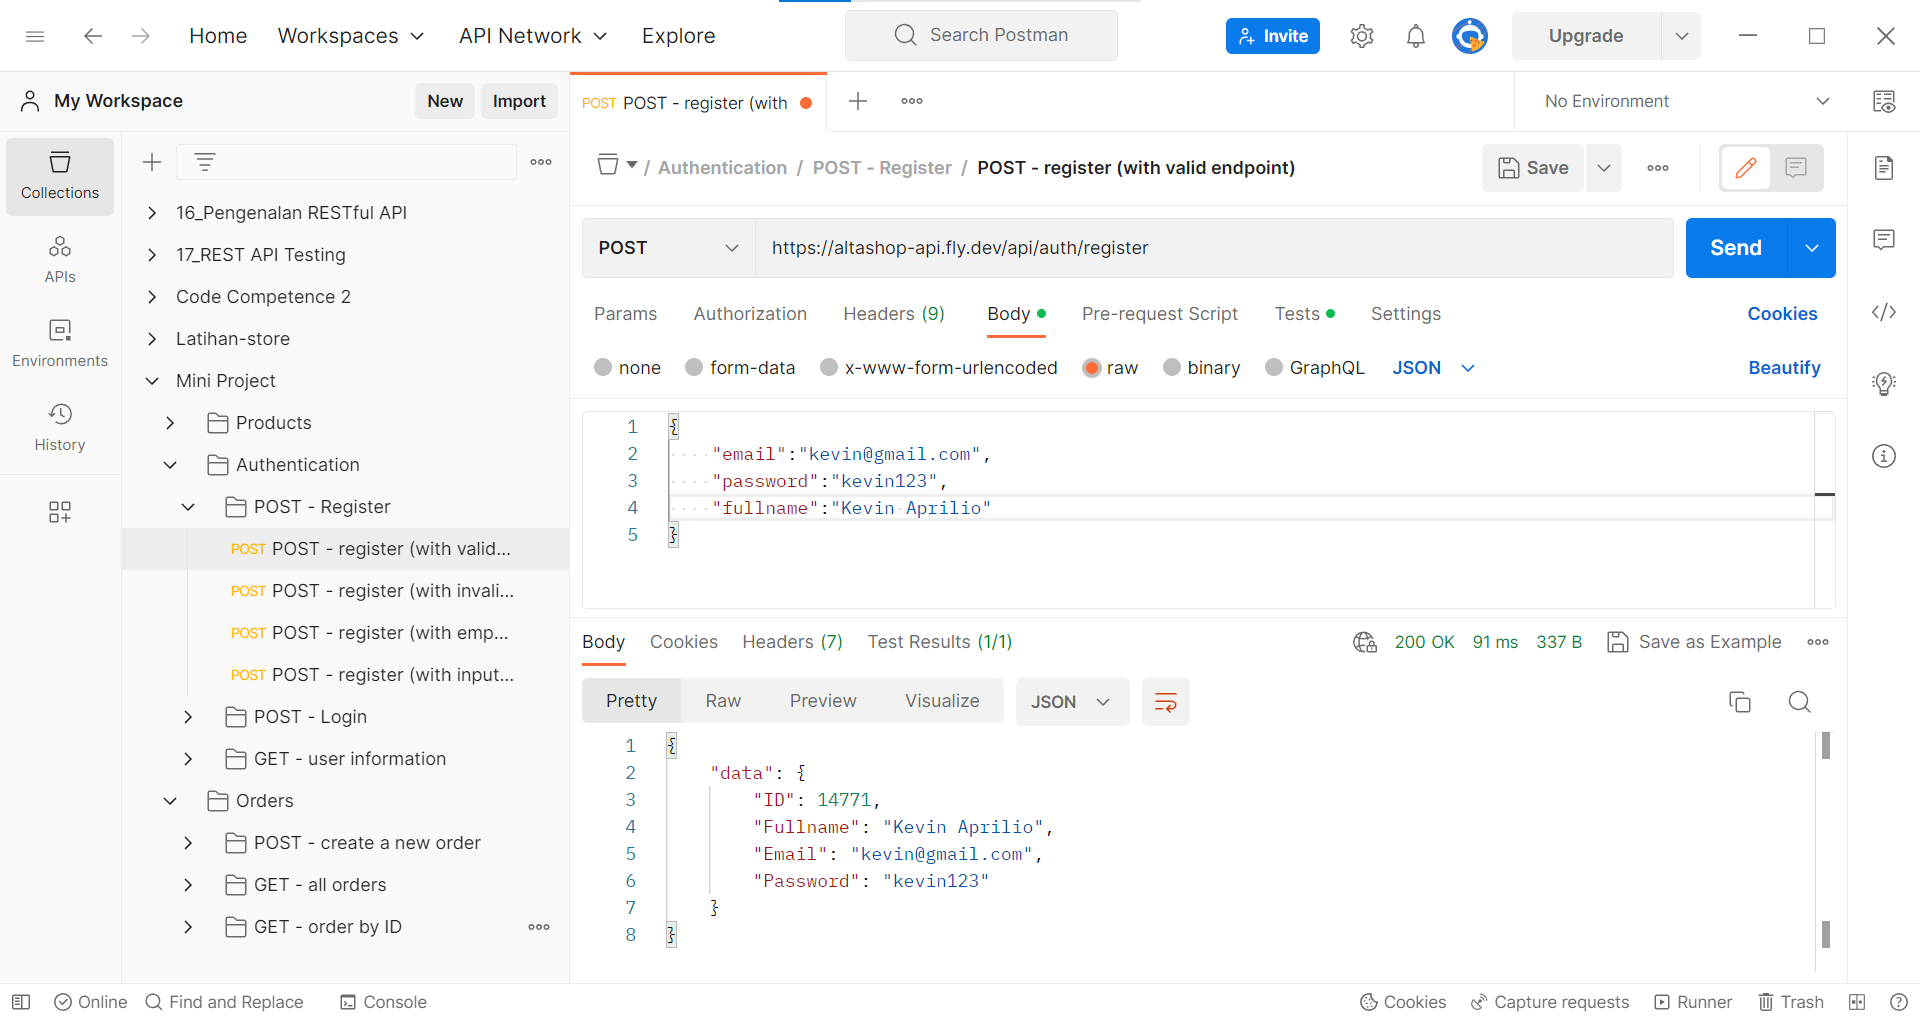 Home Workspaces API Network Explore Search Postman Invite Upgrade
My Workspace New Import
POST POST - register (with
No Environment
Collections
APIs
Environments
History
16_Pengenalan RESTful API
17_REST API Testing
Code Competence 2
Latihan-store
Mini Project
Products
Authentication
POST - Register
POST POST - register (with valid...
POST POST - register (with invali...
POST POST - register (with emp...
POST POST - register (with input...
POST - Login
GET - user information
Orders
POST - create a new order
GET - all orders
GET - order by ID
/ Authentication / POST - Register / POST - register (with valid endpoint) Save
POST https://altashop-api.fly.dev/api/auth/register Send
Params Authorization Headers (9) Body Pre-request Script Tests Settings Cookies
none form-data x-www-form-urlencoded raw binary GraphQL JSON Beautify
1 {
2 "email":"kevin@gmail.com",
3 "password":"kevin123",
4 "fullname":"Kevin Aprilio"
5 }
Body Cookies Headers (7) Test Results (1/1) 200 OK 91 ms 337 B Save as Example
Pretty Raw Preview Visualize JSON
1 {
2 "data": {
3 "ID": 14771,
4 "Fullname": "Kevin Aprilio",
5 "Email": "kevin@gmail.com",
6 "Password": "kevin123"
7 }
8 }
Online Find and Replace Console Cookies Capture requests Runner Trash